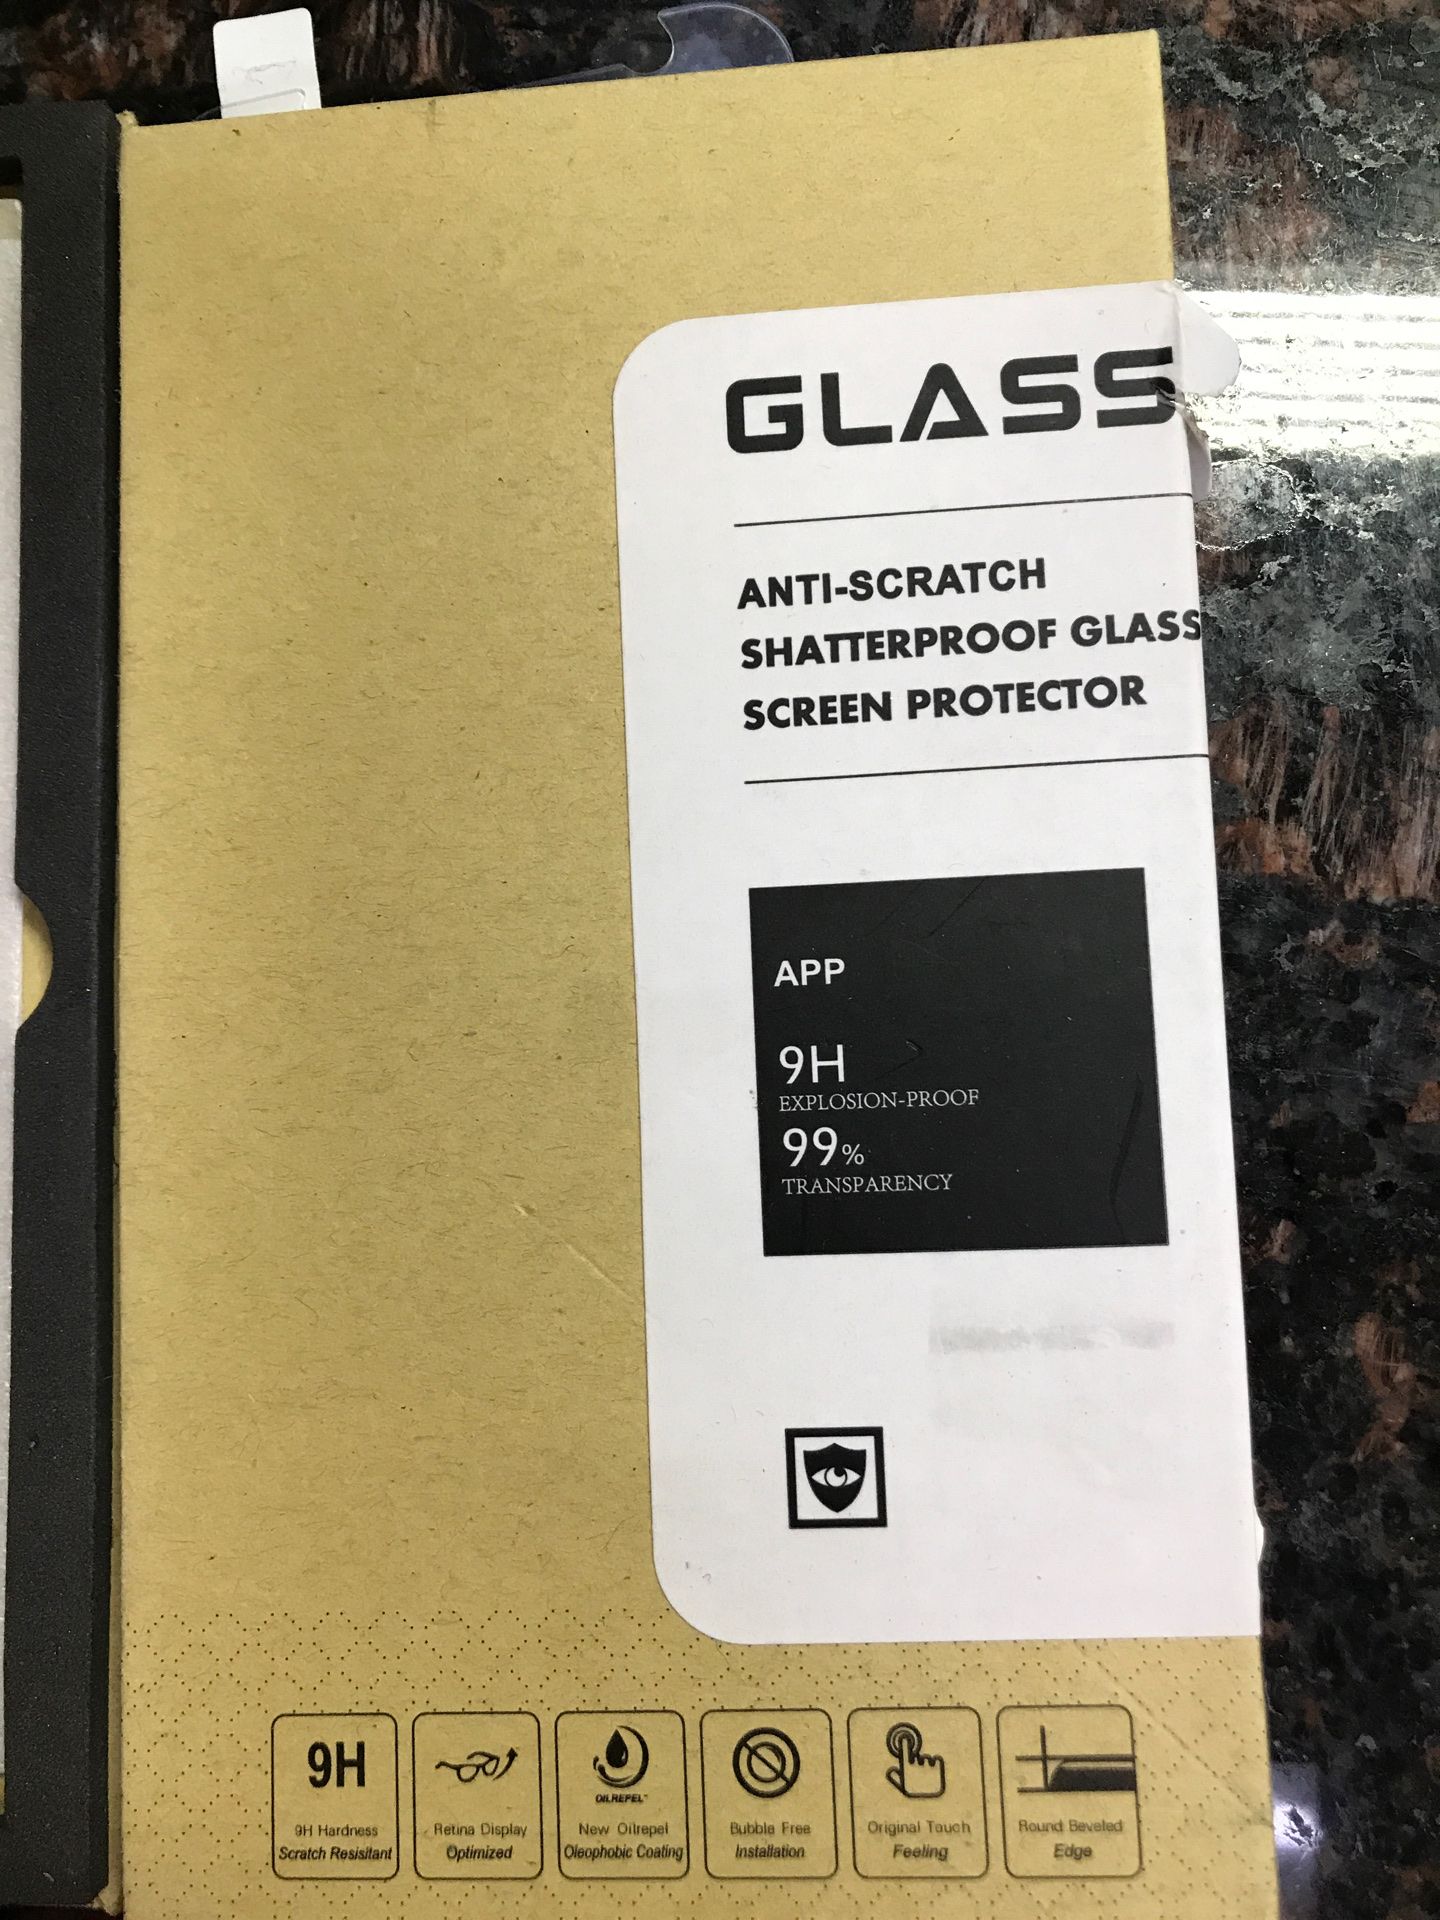 GLASS
ANTI-SCRATCH
SHATTERPROOF GLASS
SCREEN PROTECTOR
APP
9H
EXPLOSION-PROOF
99%
TRANSPARENCY
9H
9H Hardness
Scratch Resisitant
Retina Display
Optimized
OILREPEL™
New Oilrepel
Oleophobic Coating
Bubble Free
Installation
Original Touch
Feeling
Round Beveled
Edge